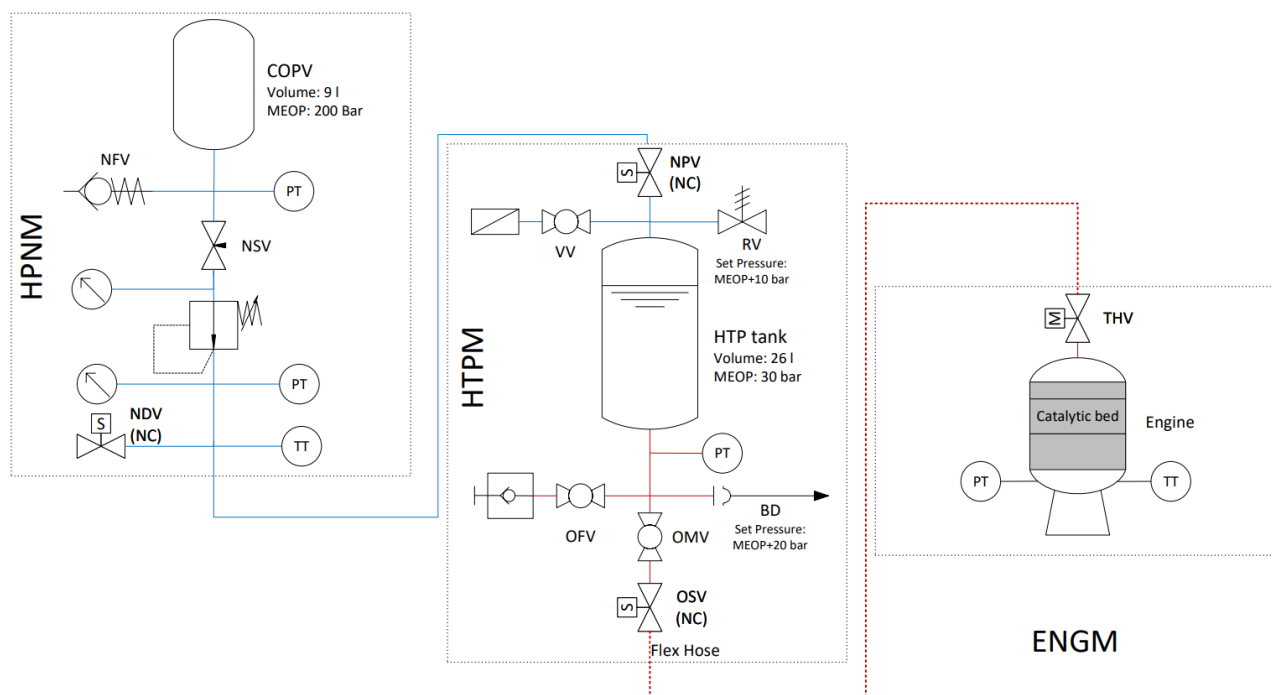 HPNM
COPV
Volume: 9 l
MEOP: 200 Bar
NFV
PT
NSV
PT
NDV
(NC)
S
TT
HTPM
S
NPV
(NC)
VV
RV
Set Pressure:
MEOP+10 bar
HTP tank
Volume: 26 l
MEOP: 30 bar
PT
OFV
BD
Set Pressure:
MEOP+20 bar
OMV
S
OSV
(NC)
Flex Hose
M
THV
Catalytic bed
Engine
PT
TT
ENGM